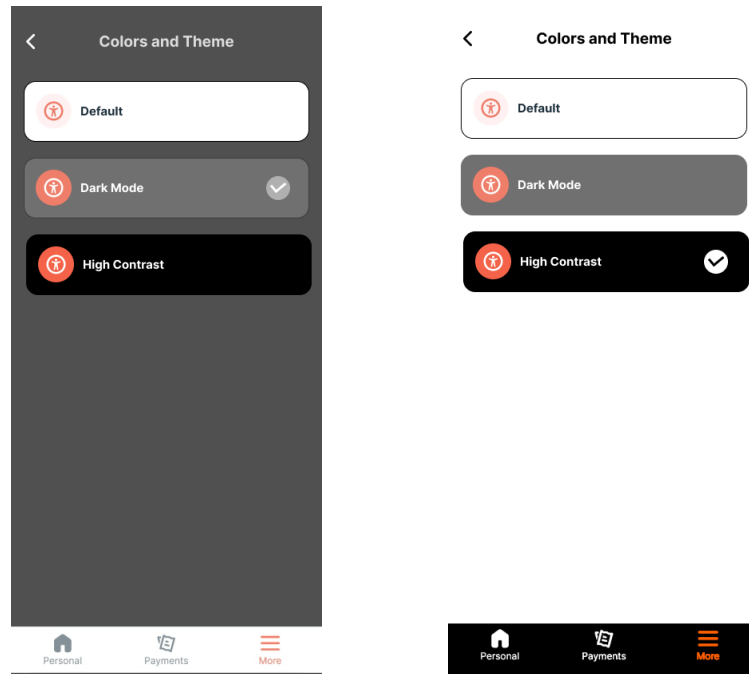 Colors and Theme
Default
Dark Mode
High Contrast
Personal
Payments
More
Colors and Theme
Default
Dark Mode
High Contrast
Personal
Payments
More